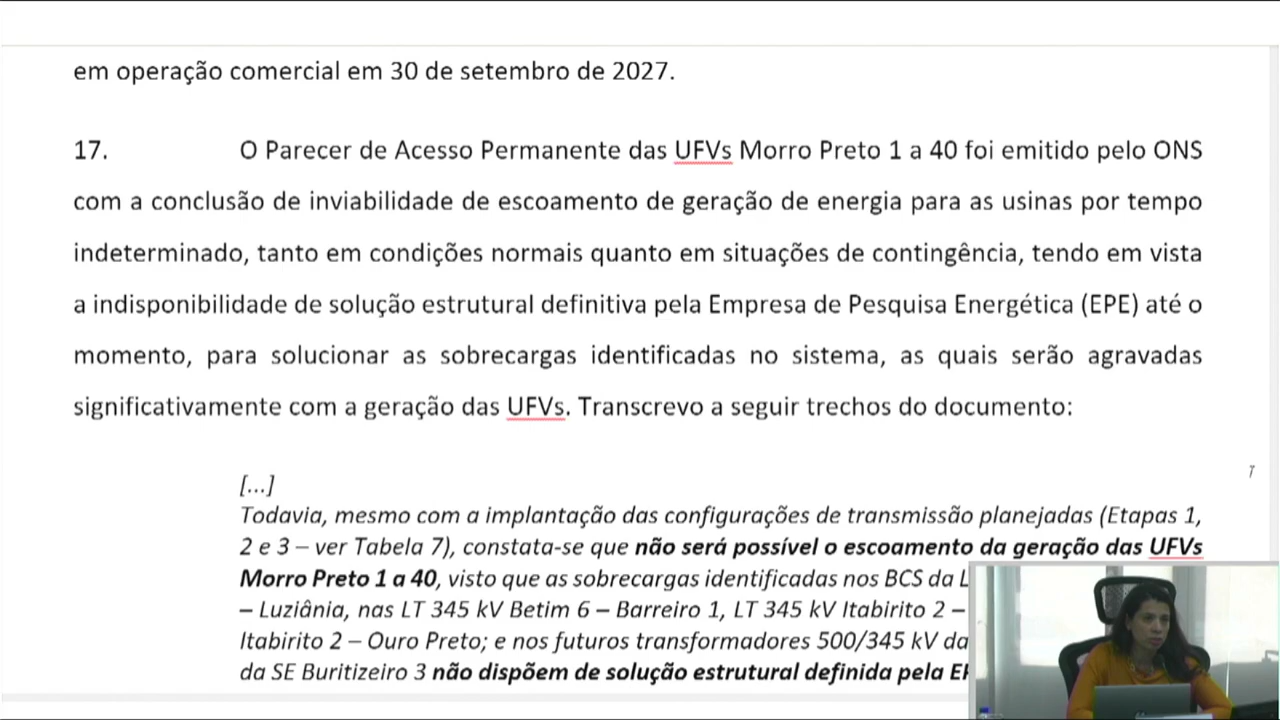 em operação comercial em 30 de setembro de 2027.
17. O Parecer de Acesso Permanente das UFVs Morro Preto 1 a 40 foi emitido pelo ONS
com a conclusão de inviabilidade de escoamento de geração de energia para as usinas por tempo
indeterminado, tanto em condições normais quanto em situações de contingência, tendo em vista
a indisponibilidade de solução estrutural definitiva pela Empresa de Pesquisa Energética (EPE) até o
momento, para solucionar as sobrecargas identificadas no sistema, as quais serão agravadas
significativamente com a geração das UFVs. Transcrevo a seguir trechos do documento:
[...]
Todavia, mesmo com a implantação das configurações de transmissão planejadas (Etapas 1,
2 e 3 – ver Tabela 7), constata-se que não será possível o escoamento da geração das UFVs
Morro Preto 1 a 40, visto que as sobrecargas identificadas nos BCS da
– Luziânia, nas LT 345 kV Betim 6 – Barreiro 1, LT 345 kV Itabirito 2 –
Itabirito 2 – Ouro Preto; e nos futuros transformadores 500/345 kV da
da SE Buritizeiro 3 não dispõem de solução estrutural definida pela